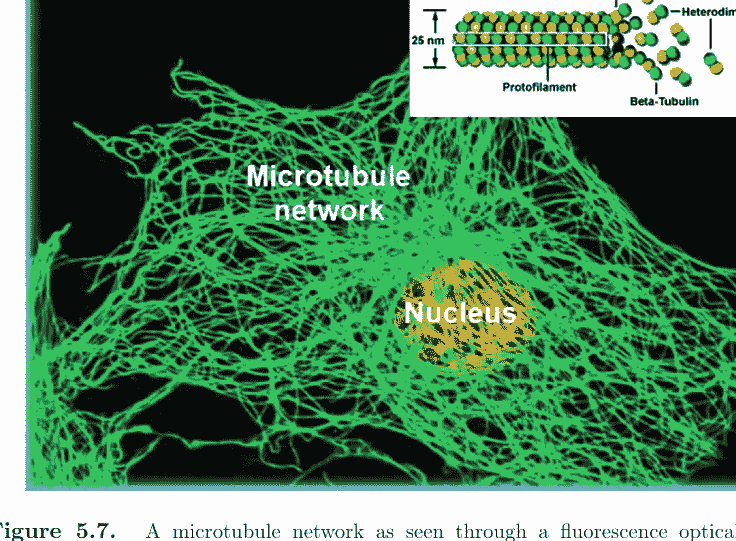 25 nm
Heterodim
Protofilament
Beta-Tubulin
Microtubule
network
Nucleus
igure 5.7. A microtubule network as seen through a fluorescence optical